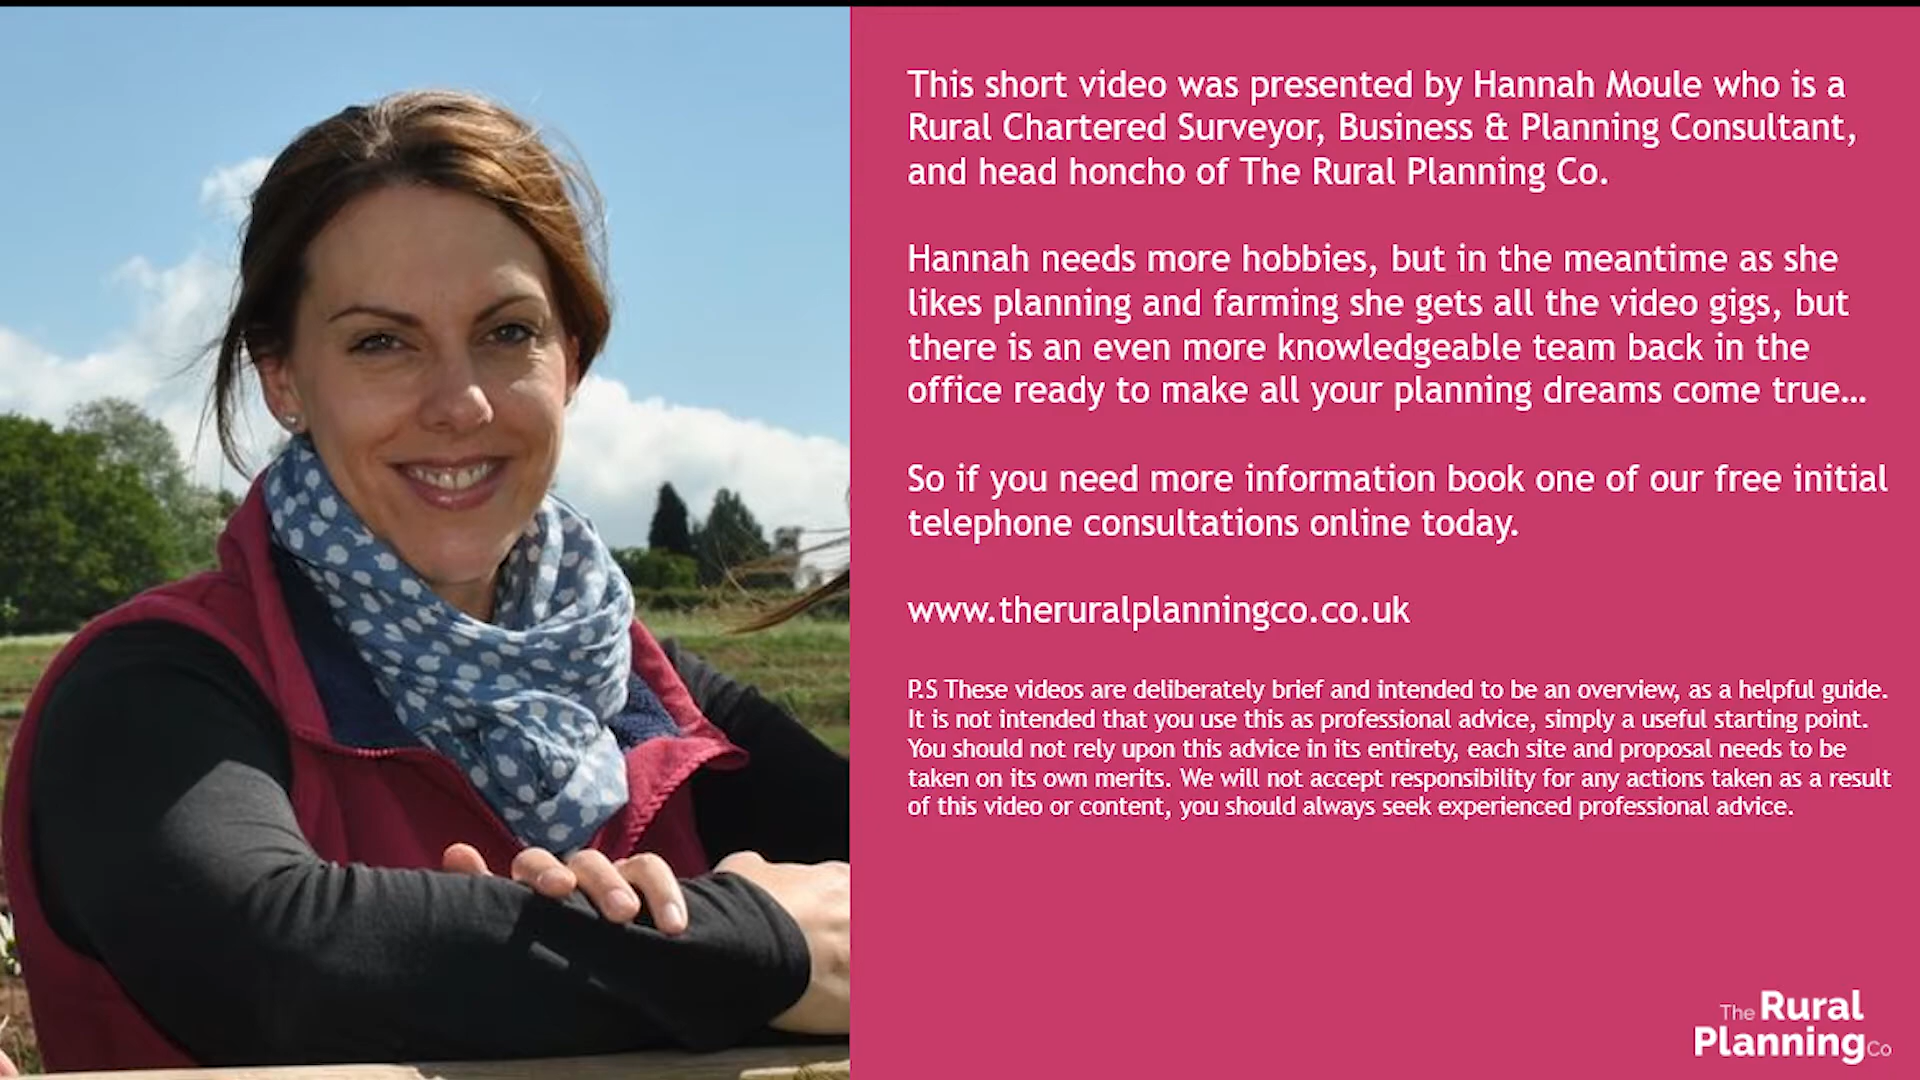 This short video was presented by Hannah Moule who is a
Rural Chartered Surveyor, Business & Planning Consultant,
and head honcho of The Rural Planning Co.
Hannah needs more hobbies, but in the meantime as she
likes planning and farming she gets all the video gigs, but
there is an even more knowledgeable team back in the
office ready to make all your planning dreams come true...
So if you need more information book one of our free initial
telephone consultations online today.
www.theruralplanningco.co.uk
P.S These videos are deliberately brief and intended to be an overview, as a helpful guide.
It is not intended that you use this as professional advice, simply a useful starting point.
You should not rely upon this advice in its entirety, each site and proposal needs to be
taken on its own merits. We will not accept responsibility for any actions taken as a result
of this video or content, you should always seek experienced professional advice.
The Rural
Planning Co